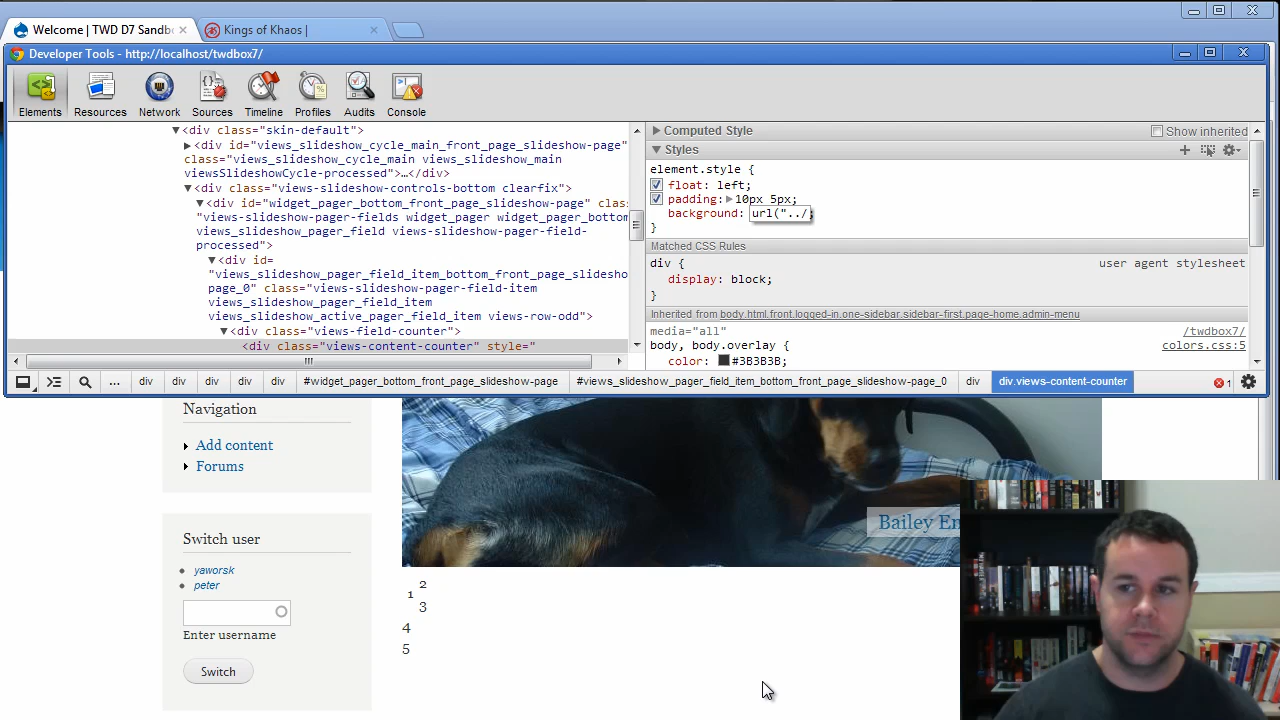 Welcome | TWD D7 Sandb
Kings of Khaos |
Developer Tools - http://localhost/twdbox7/
Elements
Resources
Network
Sources
Timeline
Profiles
Audits
Console
▼<div class="skin-default">
▶<div id="views_slideshow_cycle_main_front_page_slideshow-page"
class="views_slideshow_cycle_main views_slideshow_main
viewsSlideshowCycle-processed">…</div>
▼<div class="views-slideshow-controls-bottom clearfix">
▼<div id="widget_pager_bottom_front_page_slideshow-page" clas
"views-slideshow-pager-fields widget_pager widget_pager_bottom
views_slideshow_pager_field views-slideshow-pager-field-
processed">
▼<div id=
"views_slideshow_pager_field_item_bottom_front_page_slidesho
page_0" class="views-slideshow-pager-field-item
views_slideshow_pager_field_item
views_slideshow_active_pager_field_item views-row-odd">
▼<div class="views-field-counter">
<div class="views-content-counter" style="
▶ Computed Style
Show inherited
▼ Styles
element.style {
float: left;
padding:▶10px 5px;
background: url("../;
}
Matched CSS Rules
div {
user agent stylesheet
display: block;
}
Inherited from body.html.front.logged-in.one-sidebar.sidebar-first.page-home.admin-menu
media="all"
/twdbox7/
body, body.overlay {
colors.css:5
color: #3B3B3B;
... div div div div div #widget_pager_bottom_front_page_slideshow-page #views_slideshow_pager_field_item_bottom_front_page_slideshow-page_0 div div.views-content-counter
1
Navigation
Add content
Forums
Switch user
yaworsk
peter
Enter username
Switch
Bailey En
2
1
3
4
5